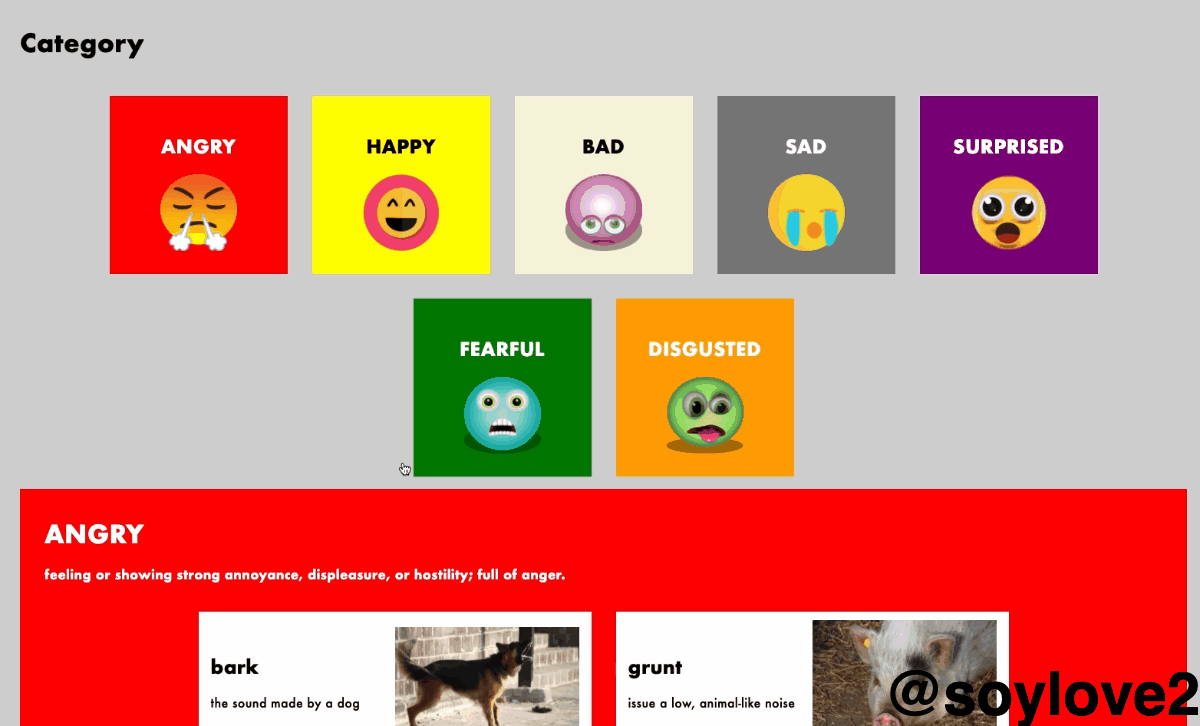 Category
ANGRY
HAPPY
BAD
SAD
SURPRISED
FEARFUL
DISGUSTED
ANGRY
feeling or showing strong annoyance, displeasure, or hostility; full of anger.
bark
the sound made by a dog
grunt
issue a low, animal-like noise
@soylove2